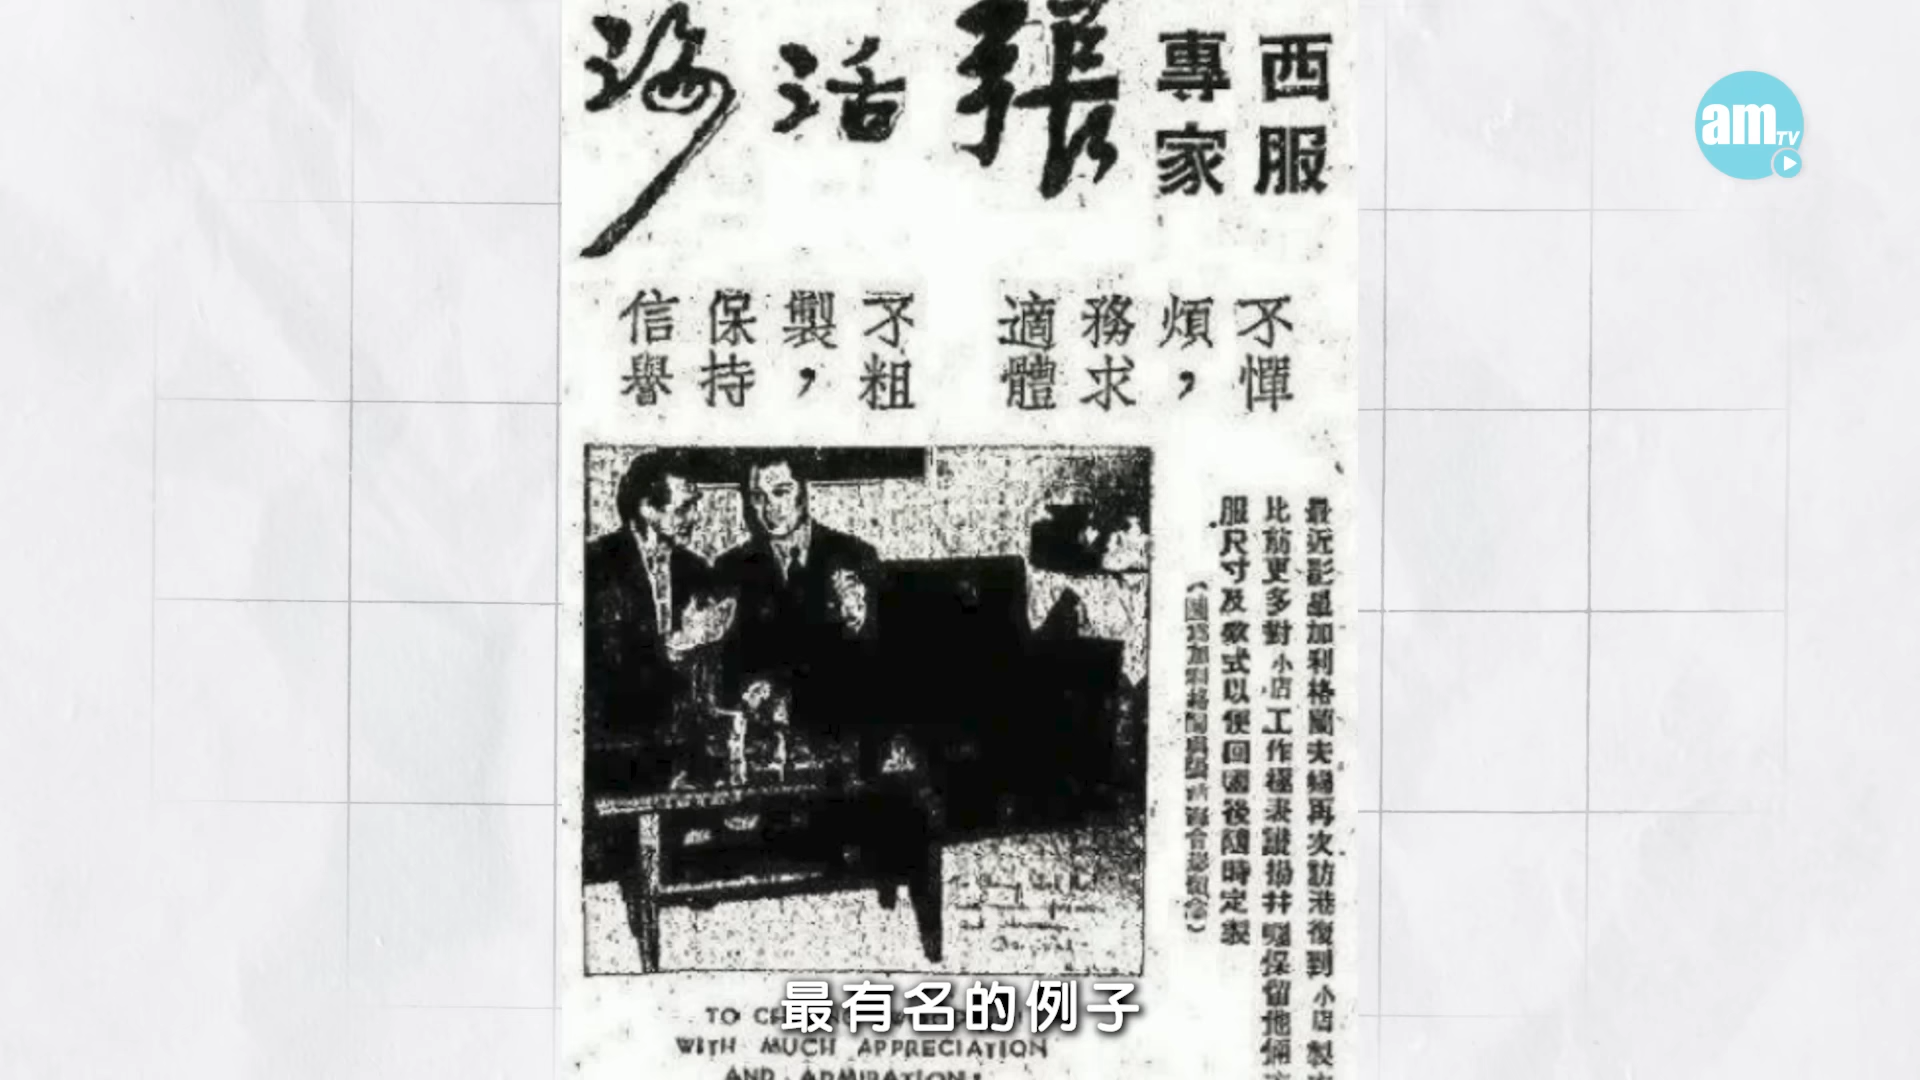 張活海
西服
專家
不憚煩，務求適體
不粗製，保持信譽
最近影星加利格蘭夫婦再次訪港復到小店製
比前更多對小店工作極表讚揚并囑保留他倆
服尺寸及欵式以便回國後隨時定製
TO
WITH MUCH APPRECIATION
AND ADMIRATION
最有名的例子
am TV